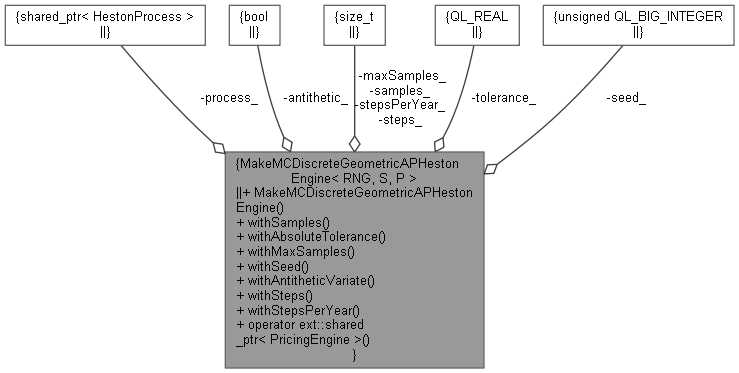 {shared_ptr< HestonProcess >
||}
{bool
||}
{size_t
||}
{QL_REAL
||}
{unsigned QL_BIG_INTEGER
||}
-process_
-antithetic_
-maxSamples_
-samples_
-stepsPerYear_
-steps_
-tolerance_
-seed_
{MakeMCDiscreteGeometricAPHeston
Engine< RNG, S, P >
||+ MakeMCDiscreteGeometricAPHeston
Engine()
+ withSamples()
+ withAbsoluteTolerance()
+ withMaxSamples()
+ withSeed()
+ withAntitheticVariate()
+ withSteps()
+ withStepsPerYear()
+ operator ext::shared
_ptr< PricingEngine >()
}